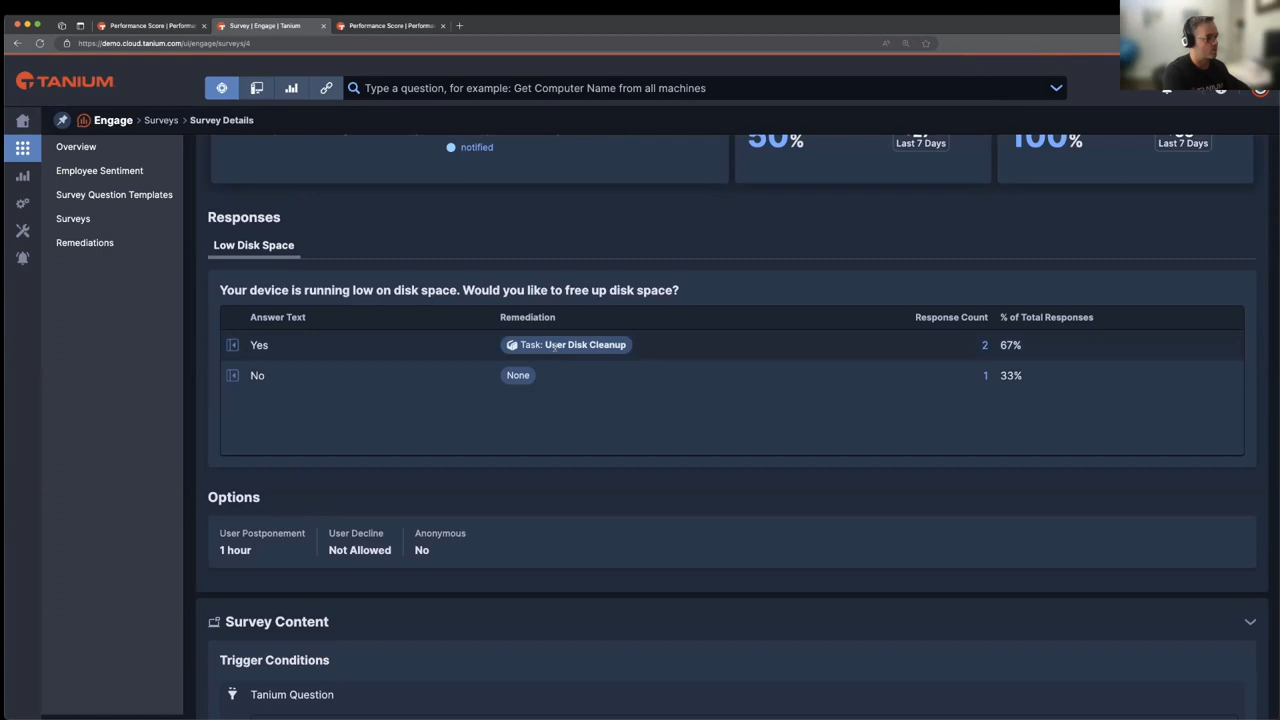 Performance Score | Performa
Survey | Engage | Tanium
Performance Score | Performa
https://demo.cloud.tanium.com/ui/engage/surveys/4
TANIUM
Type a question, for example: Get Computer Name from all machines
Engage > Surveys > Survey Details
Overview
Employee Sentiment
Survey Question Templates
Surveys
Remediations
notified
50%
Last 7 Days
100%
Last 7 Days
Responses
Low Disk Space
Your device is running low on disk space. Would you like to free up disk space?
Answer Text Remediation Response Count % of Total Responses
Yes Task: User Disk Cleanup 2 67%
No None 1 33%
Options
User Postponement User Decline Anonymous
1 hour Not Allowed No
Survey Content
Trigger Conditions
Tanium Question